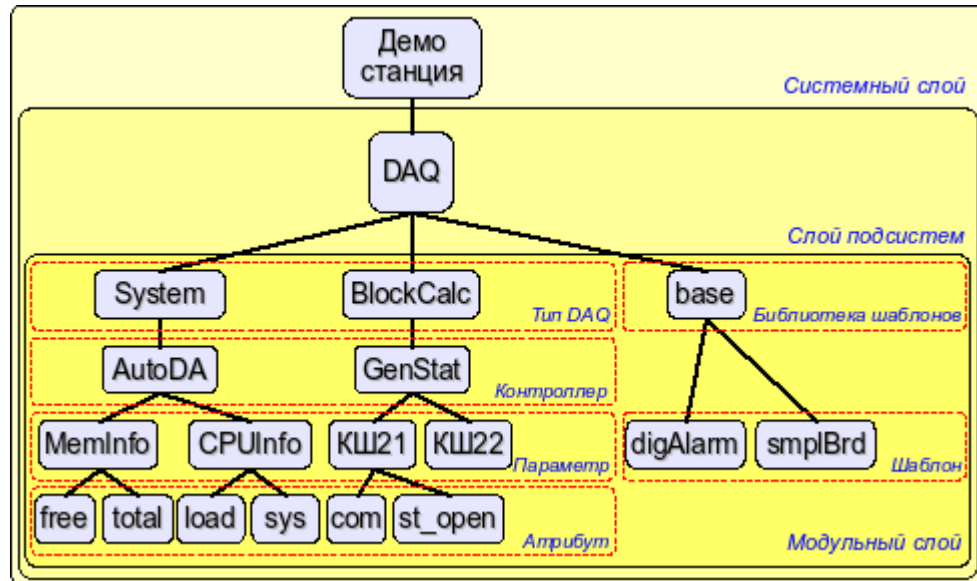 Демо
станция
Системный слой
DAQ
Слой подсистем
System
BlockCalc
base
Тип DAQ
Библиотека шаблонов
AutoDA
GenStat
Контроллер
MemInfo
CPUInfo
КШ21
КШ22
digAlarm
smplBrd
Параметр
Шаблон
free
total
load
sys
com
st_open
Атрибут
Модульный слой